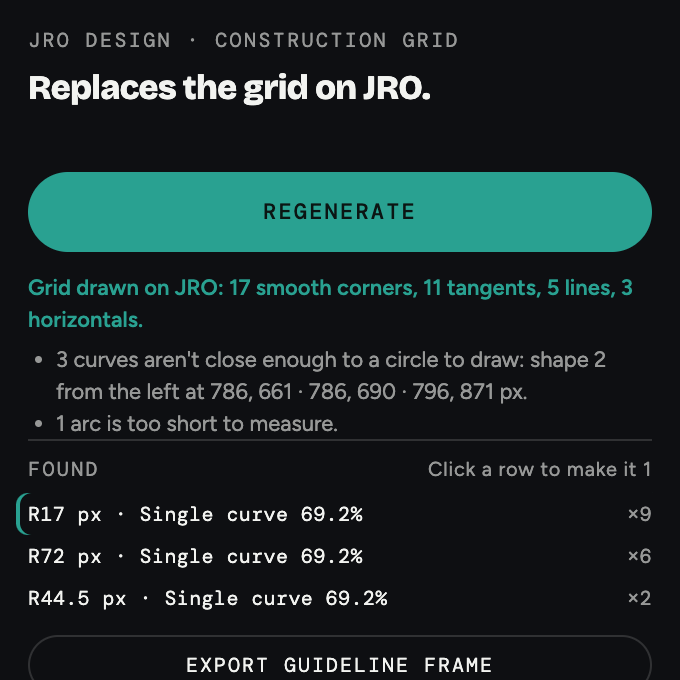 JRO DESIGN · CONSTRUCTION GRID
Replaces the grid on JRO.
REGENERATE
Grid drawn on JRO: 17 smooth corners, 11 tangents, 5 lines, 3
horizontals.
• 3 curves aren't close enough to a circle to draw: shape 2
from the left at 786, 661 · 786, 690 · 796, 871 px.
• 1 arc is too short to measure.
FOUND Click a row to make it 1
R17 px · Single curve 69.2% ×9
R72 px · Single curve 69.2% ×6
R44.5 px · Single curve 69.2% ×2
EXPORT GUIDELINE FRAME